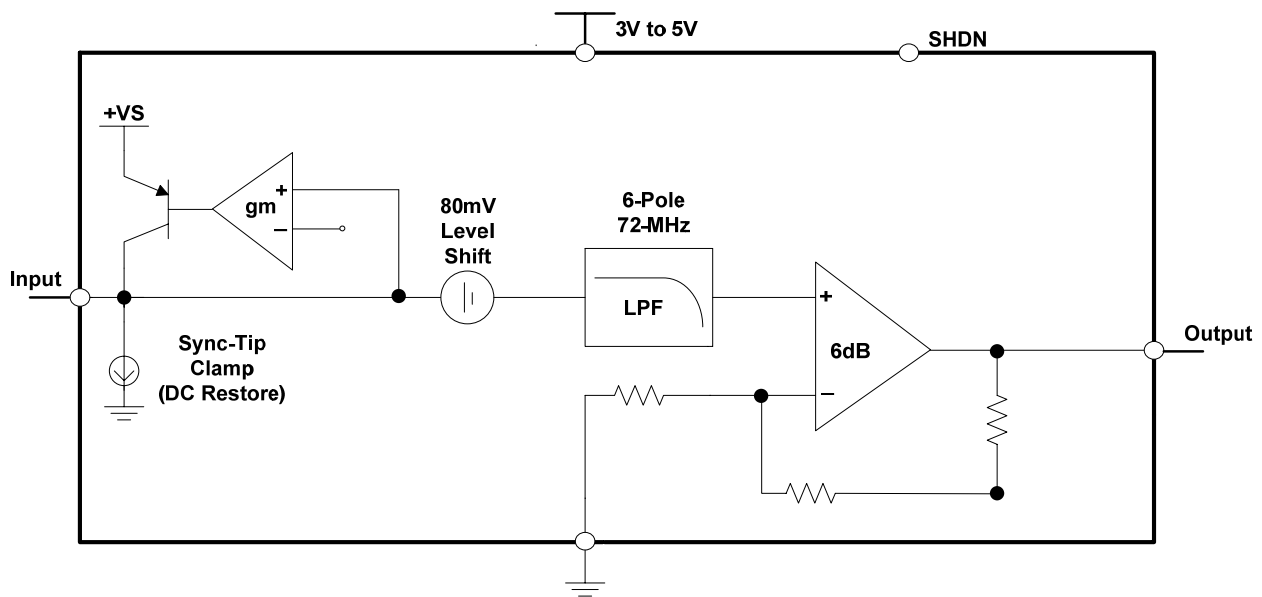 3V to 5V
SHDN
+VS
gm
+
−
80mV
Level
Shift
6-Pole
72-MHz
Input
LPF
+
6dB
−
Output
Sync-Tip
Clamp
(DC Restore)